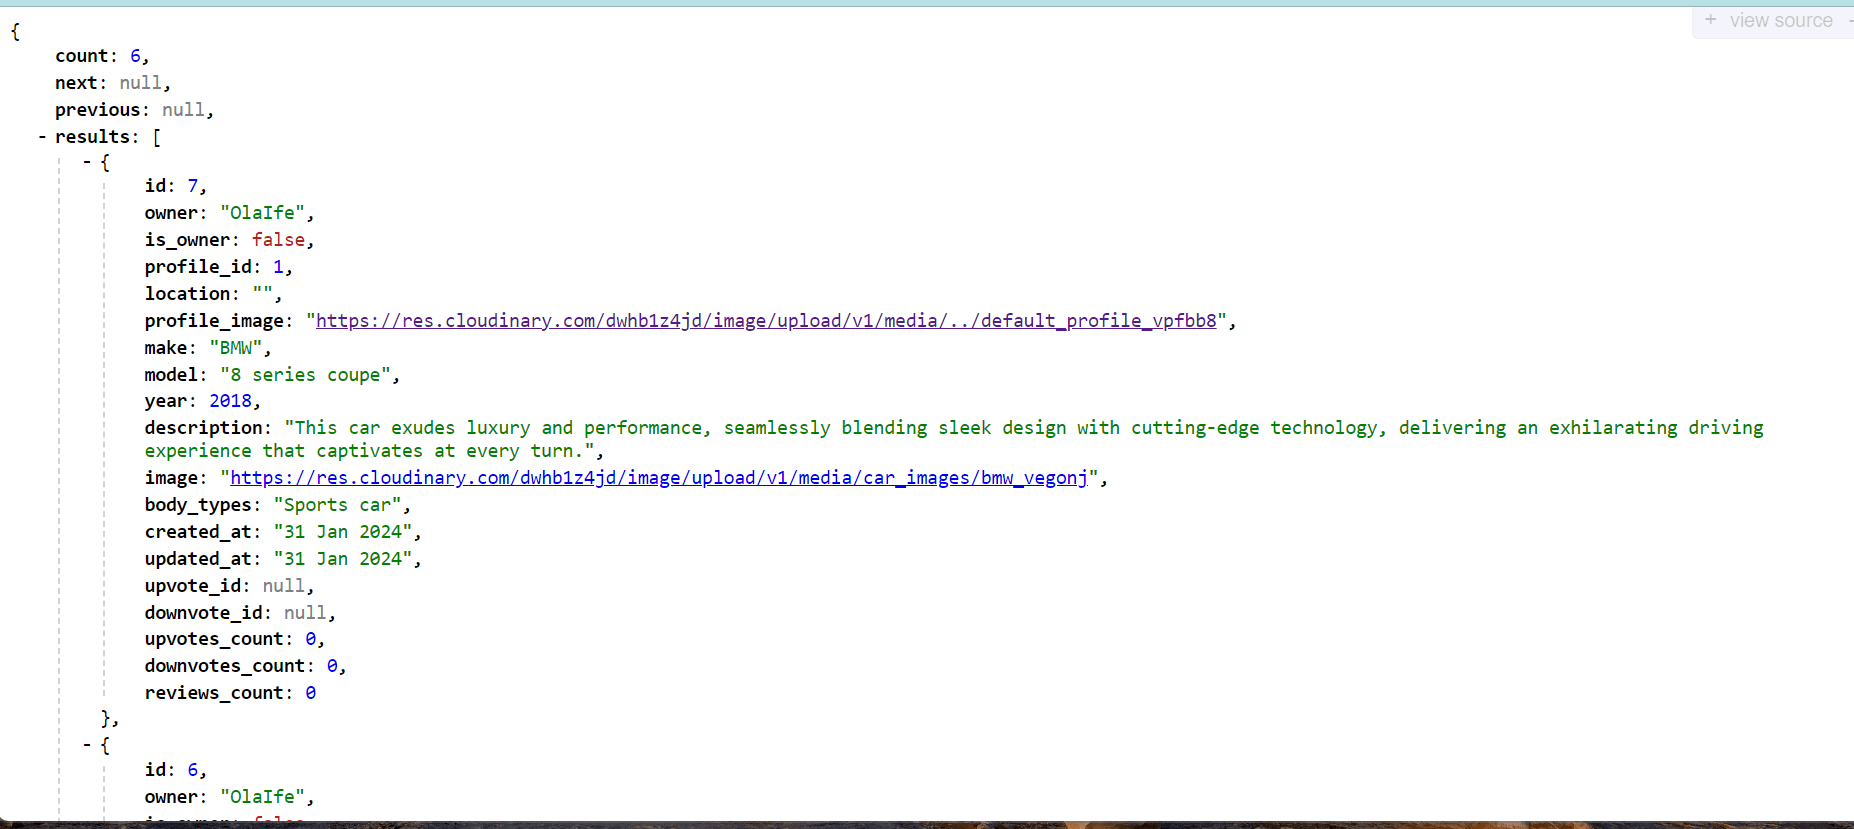 + view source -
{
count: 6,
next: null,
previous: null,
- results: [
- {
id: 7,
owner: "OlaIfe",
is_owner: false,
profile_id: 1,
location: "",
profile_image: "https://res.cloudinary.com/dwhb1z4jd/image/upload/v1/media/../default_profile_vpfbb8",
make: "BMW",
model: "8 series coupe",
year: 2018,
description: "This car exudes luxury and performance, seamlessly blending sleek design with cutting-edge technology, delivering an exhilarating driving
experience that captivates at every turn.",
image: "https://res.cloudinary.com/dwhb1z4jd/image/upload/v1/media/car_images/bmw_vegonj",
body_types: "Sports car",
created_at: "31 Jan 2024",
updated_at: "31 Jan 2024",
upvote_id: null,
downvote_id: null,
upvotes_count: 0,
downvotes_count: 0,
reviews_count: 0
},
- {
id: 6,
owner: "OlaIfe",